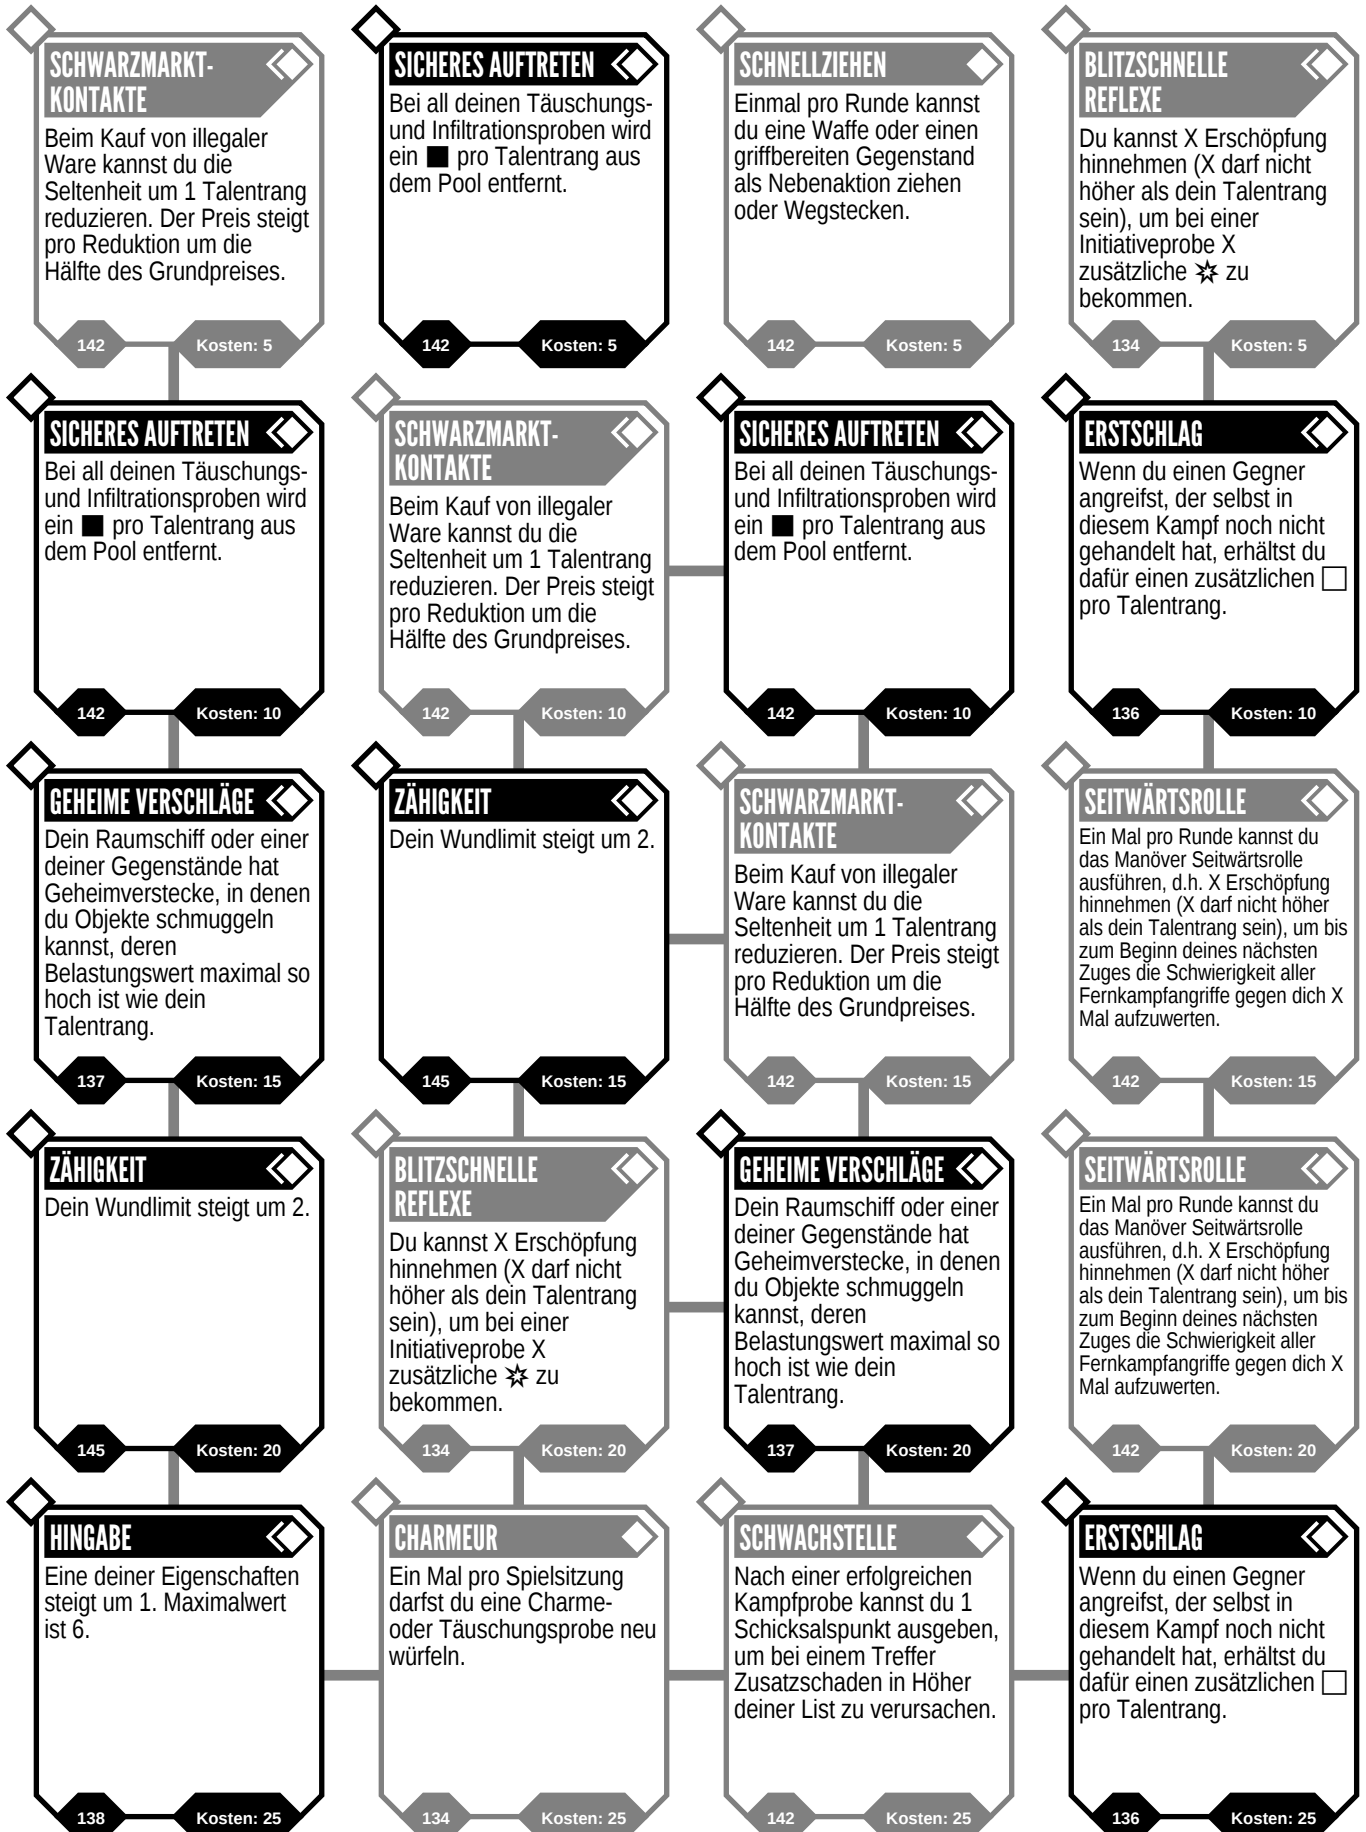 SCHWARZMARKT-
KONTAKTE
Beim Kauf von illegaler
Ware kannst du die
Seltenheit um 1 Talentrang
reduzieren. Der Preis steigt
pro Reduktion um die
Hälfte des Grundpreises.
142
Kosten: 5
SICHERES AUFTRETEN
Bei all deinen Täuschungs-
und Infiltrationsproben wird
ein ■ pro Talentrang aus
dem Pool entfernt.
142
Kosten: 5
SCHNELLZIEHEN
Einmal pro Runde kannst
du eine Waffe oder einen
griffbereiten Gegenstand
als Nebenaktion ziehen
oder Wegstecken.
142
Kosten: 5
BLITZSCHNELLE
REFLEXE
Du kannst X Erschöpfung
hinnehmen (X darf nicht
höher als dein Talentrang
sein), um bei einer
Initiativeprobe X
zusätzliche zu
bekommen.
134
Kosten: 5
SICHERES AUFTRETEN
Bei all deinen Täuschungs-
und Infiltrationsproben wird
ein ■ pro Talentrang aus
dem Pool entfernt.
142
Kosten: 10
SCHWARZMARKT-
KONTAKTE
Beim Kauf von illegaler
Ware kannst du die
Seltenheit um 1 Talentrang
reduzieren. Der Preis steigt
pro Reduktion um die
Hälfte des Grundpreises.
142
Kosten: 10
SICHERES AUFTRETEN
Bei all deinen Täuschungs-
und Infiltrationsproben wird
ein ■ pro Talentrang aus
dem Pool entfernt.
142
Kosten: 10
ERSTSCHLAG
Wenn du einen Gegner
angreifst, der selbst in
diesem Kampf noch nicht
gehandelt hat, erhältst du
dafür einen zusätzlichen □
pro Talentrang.
136
Kosten: 10
GEHEIME VERSCHLÄGE
Dein Raumschiff oder einer
deiner Gegenstände hat
Geheimverstecke, in denen
du Objekte schmuggeln
kannst, deren
Belastungswert maximal so
hoch ist wie dein
Talentrang.
137
Kosten: 15
ZÄHIGKEIT
Dein Wundlimit steigt um 2.
145
Kosten: 15
SCHWARZMARKT-
KONTAKTE
Beim Kauf von illegaler
Ware kannst du die
Seltenheit um 1 Talentrang
reduzieren. Der Preis steigt
pro Reduktion um die
Hälfte des Grundpreises.
142
Kosten: 15
SEITWÄRTSROLLE
Ein Mal pro Runde kannst du
das Manöver Seitwärtsrolle
ausführen, d.h. X Erschöpfung
hinnehmen (X darf nicht höher
als dein Talentrang sein), um bis
zum Beginn deines nächsten
Zuges die Schwierigkeit aller
Fernkampfangriffe gegen dich X
Mal aufzuwerten.
142
Kosten: 15
ZÄHIGKEIT
Dein Wundlimit steigt um 2.
145
Kosten: 20
BLITZSCHNELLE
REFLEXE
Du kannst X Erschöpfung
hinnehmen (X darf nicht
höher als dein Talentrang
sein), um bei einer
Initiativeprobe X
zusätzliche zu
bekommen.
134
Kosten: 20
GEHEIME VERSCHLÄGE
Dein Raumschiff oder einer
deiner Gegenstände hat
Geheimverstecke, in denen
du Objekte schmuggeln
kannst, deren
Belastungswert maximal so
hoch ist wie dein
Talentrang.
137
Kosten: 20
SEITWÄRTSROLLE
Ein Mal pro Runde kannst du
das Manöver Seitwärtsrolle
ausführen, d.h. X Erschöpfung
hinnehmen (X darf nicht höher
als dein Talentrang sein), um bis
zum Beginn deines nächsten
Zuges die Schwierigkeit aller
Fernkampfangriffe gegen dich X
Mal aufzuwerten.
142
Kosten: 20
HINGABE
Eine deiner Eigenschaften
steigt um 1. Maximalwert
ist 6.
138
Kosten: 25
CHARMEUR
Ein Mal pro Spielsitzung
darfst du eine Charme-
oder Täuschungsprobe neu
würfeln.
134
Kosten: 25
SCHWACHSTELLE
Nach einer erfolgreichen
Kampfprobe kannst du 1
Schicksalspunkt ausgeben,
um bei einem Treffer
Zusatzschaden in Höher
deiner List zu verursachen.
142
Kosten: 25
ERSTSCHLAG
Wenn du einen Gegner
angreifst, der selbst in
diesem Kampf noch nicht
gehandelt hat, erhältst du
dafür einen zusätzlichen □
pro Talentrang.
136
Kosten: 25